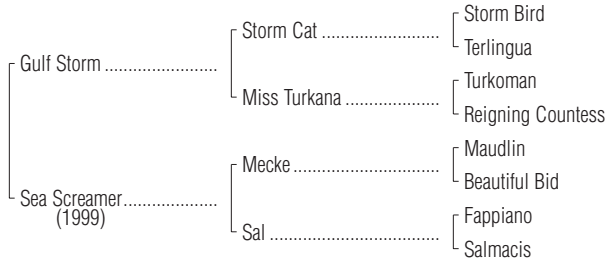 Storm Bird
Storm Cat ........................
Terlingua
Gulf Storm .......................
Turkoman
Miss Turkana ...................
Reigning Countess
Maudlin
Mecke .............................
Beautiful Bid
Sea Screamer...................
(1999)
Fappiano
Sal ..................................
Salmacis